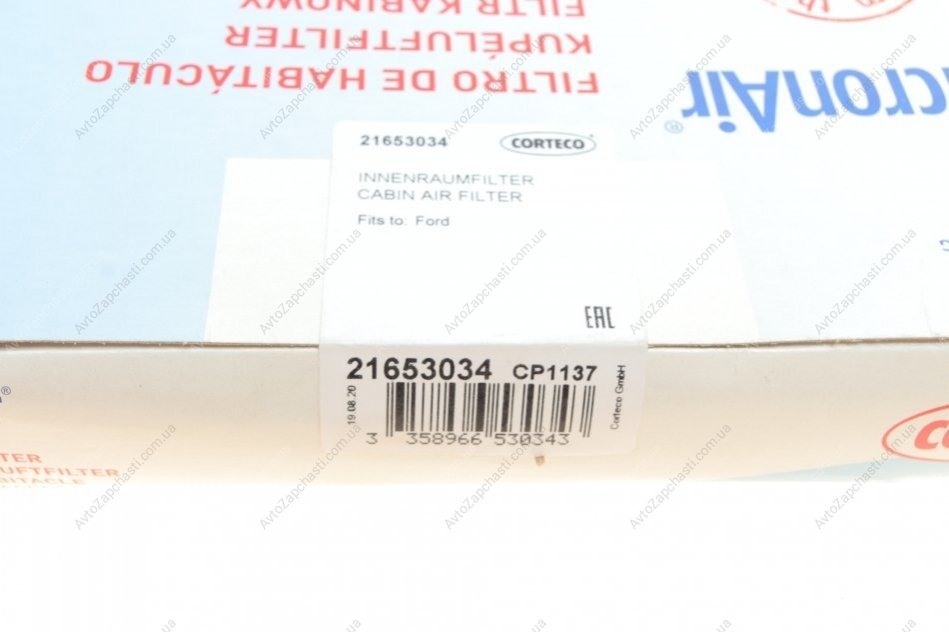 FILTR KABINOWY
KUPÉLUFTFILTER
FILTRO DE HABITÁCULO
cronAir®
21653034 CORTECO
INNENRAUMFILTER
CABIN AIR FILTER
Fits to: Ford
EAC
21653034 CP1137
19.08.20
Corteco GmbH
3 358966 530343
®
TER
UFTFILTER
BITACLE
AvtoZapchasti.com.ua